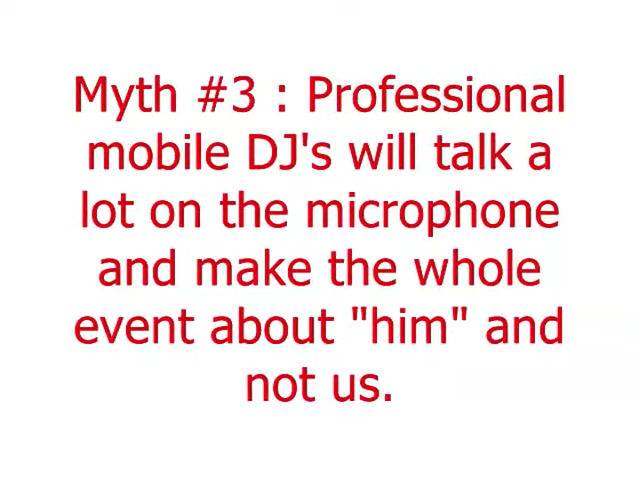 Myth #3 : Professional
mobile DJ's will talk a
lot on the microphone
and make the whole
event about "him" and
not us.